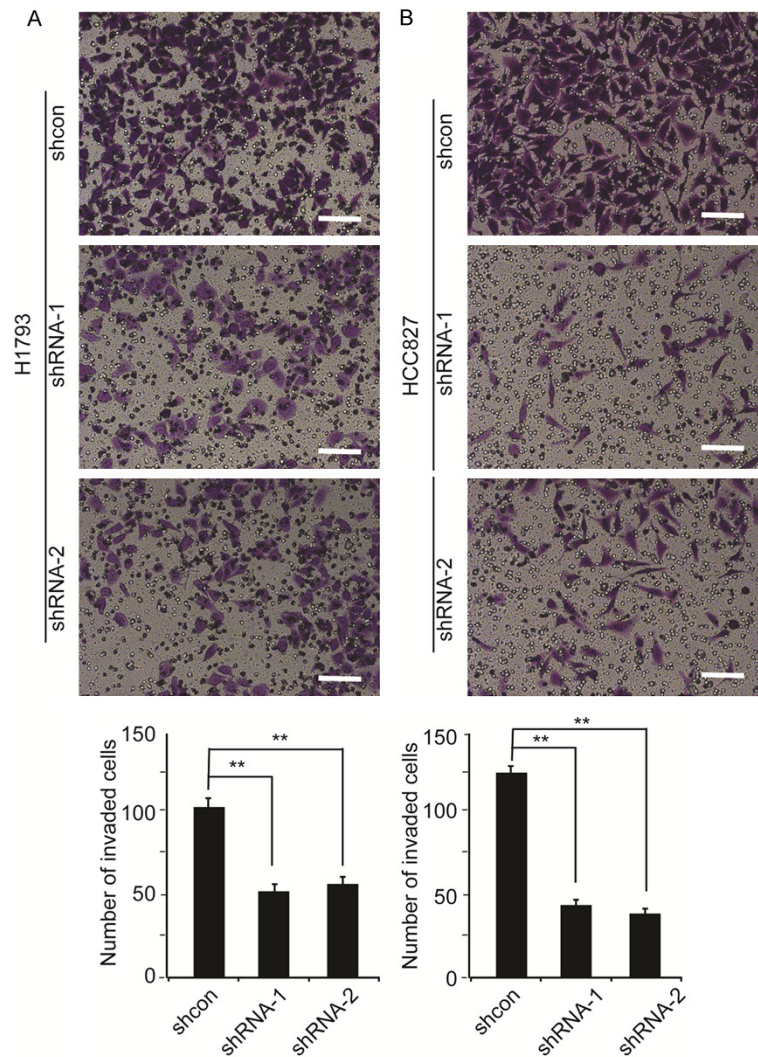 A
B
H1793
shcon
shRNA-1
shRNA-2
HCC827
shcon
shRNA-1
shRNA-2
Number of invaded cells
150
100
50
0
**
**
shcon
shRNA-1
shRNA-2
Number of invaded cells
150
100
50
0
**
**
shcon
shRNA-1
shRNA-2